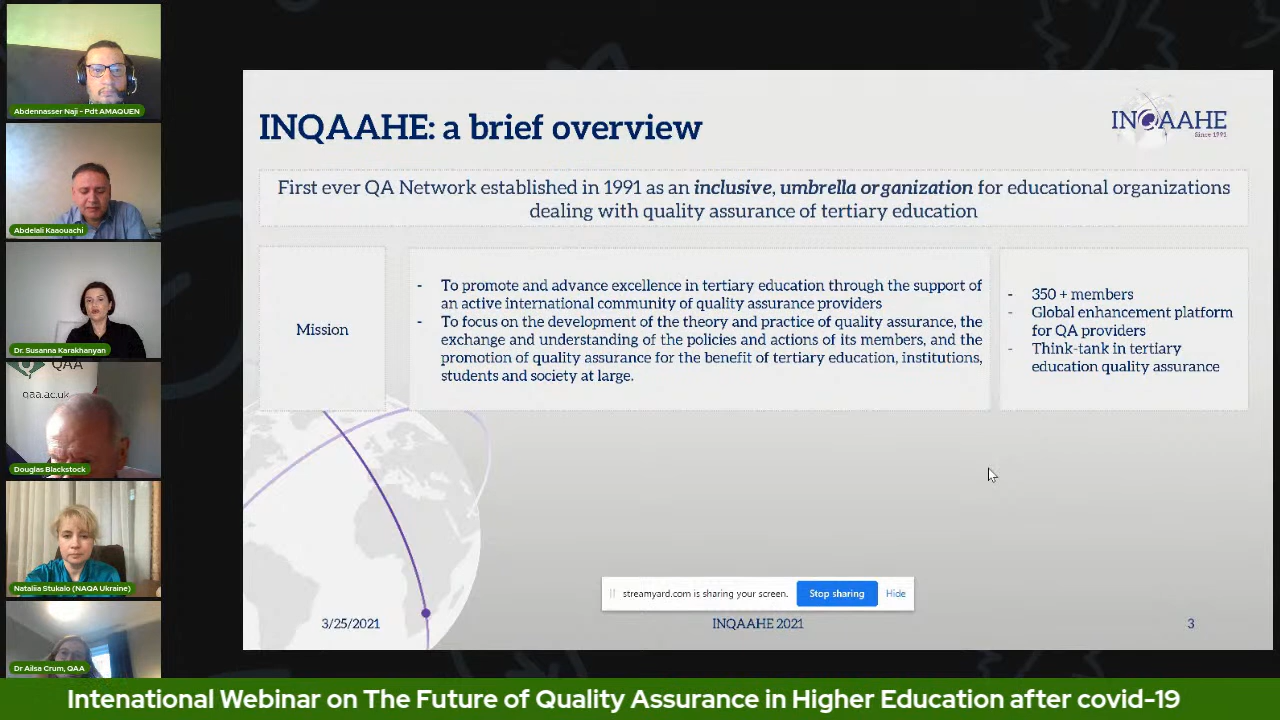 Abdennasser Naji - Pdt AMAQUEN
Abdelali Kaaouachi
Dr. Susanna Karakhanyan
QAA
qaa.ac.uk
Douglas Blackstock
Nataliia Stukalo (NAQA Ukraine)
Dr Ailsa Crum, QAA
INQAAHE: a brief overview
INQAAHE
Since 1991
First ever QA Network established in 1991 as an inclusive, umbrella organization for educational organizations
dealing with quality assurance of tertiary education
Mission
- To promote and advance excellence in tertiary education through the support of
an active international community of quality assurance providers
- To focus on the development of the theory and practice of quality assurance, the
exchange and understanding of the policies and actions of its members, and the
promotion of quality assurance for the benefit of tertiary education, institutions,
students and society at large.
- 350 + members
- Global enhancement platform
for QA providers
- Think-tank in tertiary
education quality assurance
streamyard.com is sharing your screen.
Stop sharing
Hide
3/25/2021
INQAAHE 2021
3
Intenational Webinar on The Future of Quality Assurance in Higher Education after covid-19